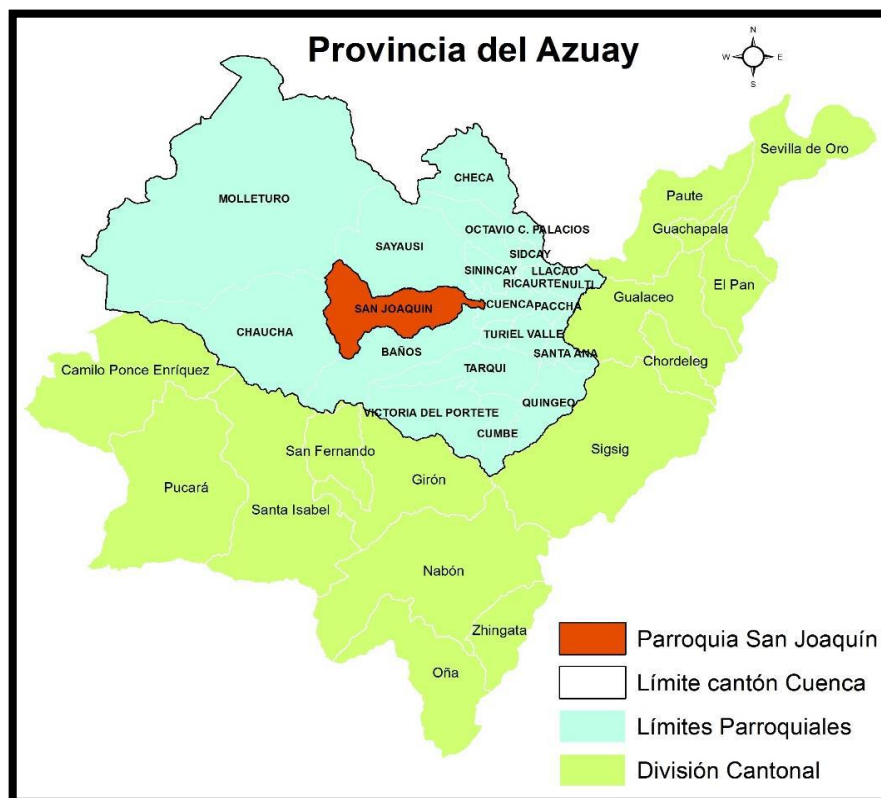 Provincia del Azuay
N
W E
S
Sevilla de Oro
CHECA
Paute
MOLLETURO
OCTAVIO C. PALACIOS
Guachapala
SAYAUSI
SIDCAY
SININCAY
LLACAO
RICAURTE
NULTI
El Pan
Gualaceo
SAN JOAQUIN
CUENCA
PACCHA
CHAUCHA
TURI
EL VALLE
BAÑOS
SANTA ANA
Chordeleg
Camilo Ponce Enríquez
TARQUI
QUINGEO
VICTORIA DEL PORTETE
CUMBE
San Fernando
Sigsig
Girón
Pucará
Santa Isabel
Nabón
Zhingata
Oña
Parroquia San Joaquín
Límite cantón Cuenca
Límites Parroquiales
División Cantonal